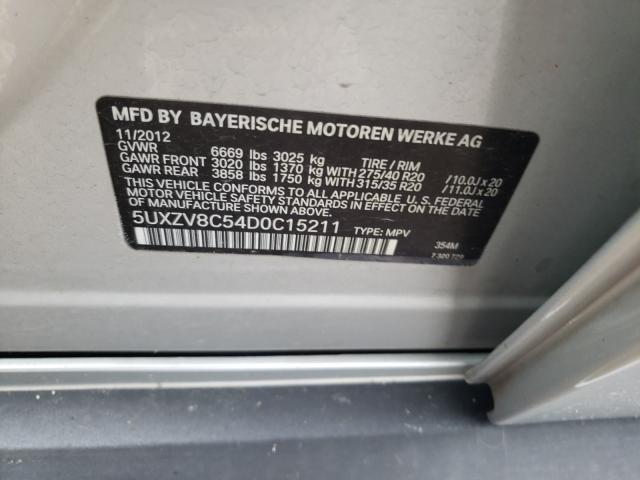 MFD BY BAYERISCHE MOTOREN WERKE AG
11/2012
GVWR 6669 lbs 3025 kg TIRE / RIM
GAWR FRONT 3020 lbs 1370 kg WITH 275/40 R20 / 10.0J x 20
GAWR REAR 3858 lbs 1750 kg WITH 315/35 R20 / 11.0J x 20
THIS VEHICLE CONFORMS TO ALL APPLICABLE U. S. FEDERAL
MOTOR VEHICLE SAFETY STANDARDS IN EFFECT ON THE
DATE OF MANUFACTURE SHOWN ABOVE.
5UXZV8C54D0C15211 TYPE: MPV 354M
7 320 729